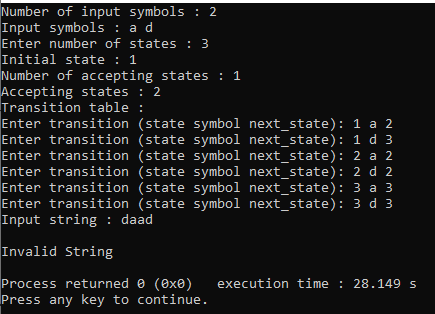 Number of input symbols : 2
Input symbols : a d
Enter number of states : 3
Initial state : 1
Number of accepting states : 1
Accepting states : 2
Transition table :
Enter transition (state symbol next_state): 1 a 2
Enter transition (state symbol next_state): 1 d 3
Enter transition (state symbol next_state): 2 a 2
Enter transition (state symbol next_state): 2 d 2
Enter transition (state symbol next_state): 3 a 3
Enter transition (state symbol next_state): 3 d 3
Input string : daad
Invalid String
Process returned 0 (0x0)   execution time : 28.149 s
Press any key to continue.